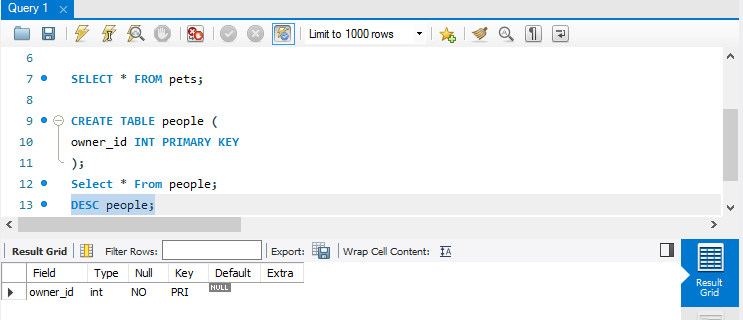 Query 1
Limit to 1000 rows
6
7 SELECT * FROM pets;
8
9 CREATE TABLE people (
10 owner_id INT PRIMARY KEY
11 );
12 Select * From people;
13 DESC people;
Result Grid Filter Rows: Export: Wrap Cell Content: IA
Field Type Null Key Default Extra
owner_id int NO PRI NULL
Result
Grid